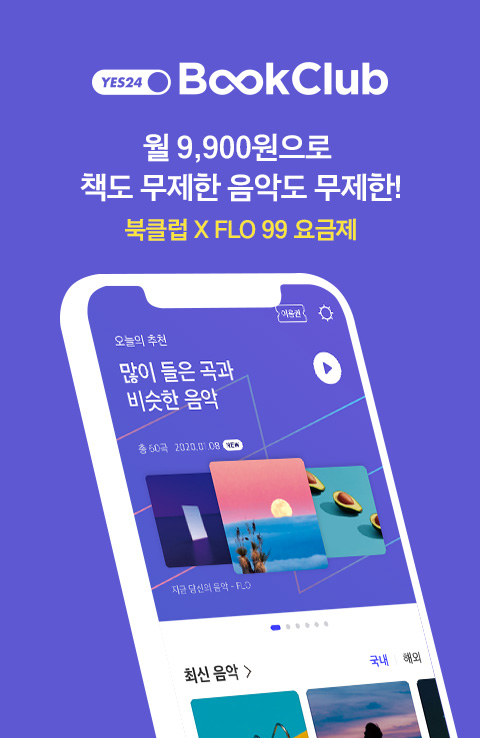 YES24 BookClub
월 9,900원으로
책도 무제한 음악도 무제한!
북클럽 X FLO 99 요금제
이용권
오늘의 추천
많이 들은 곡과
비슷한 음악
총 50곡 2020.01.08 NEW
지금 당신의 음악 - FLO
최신 음악 >
국내 해외